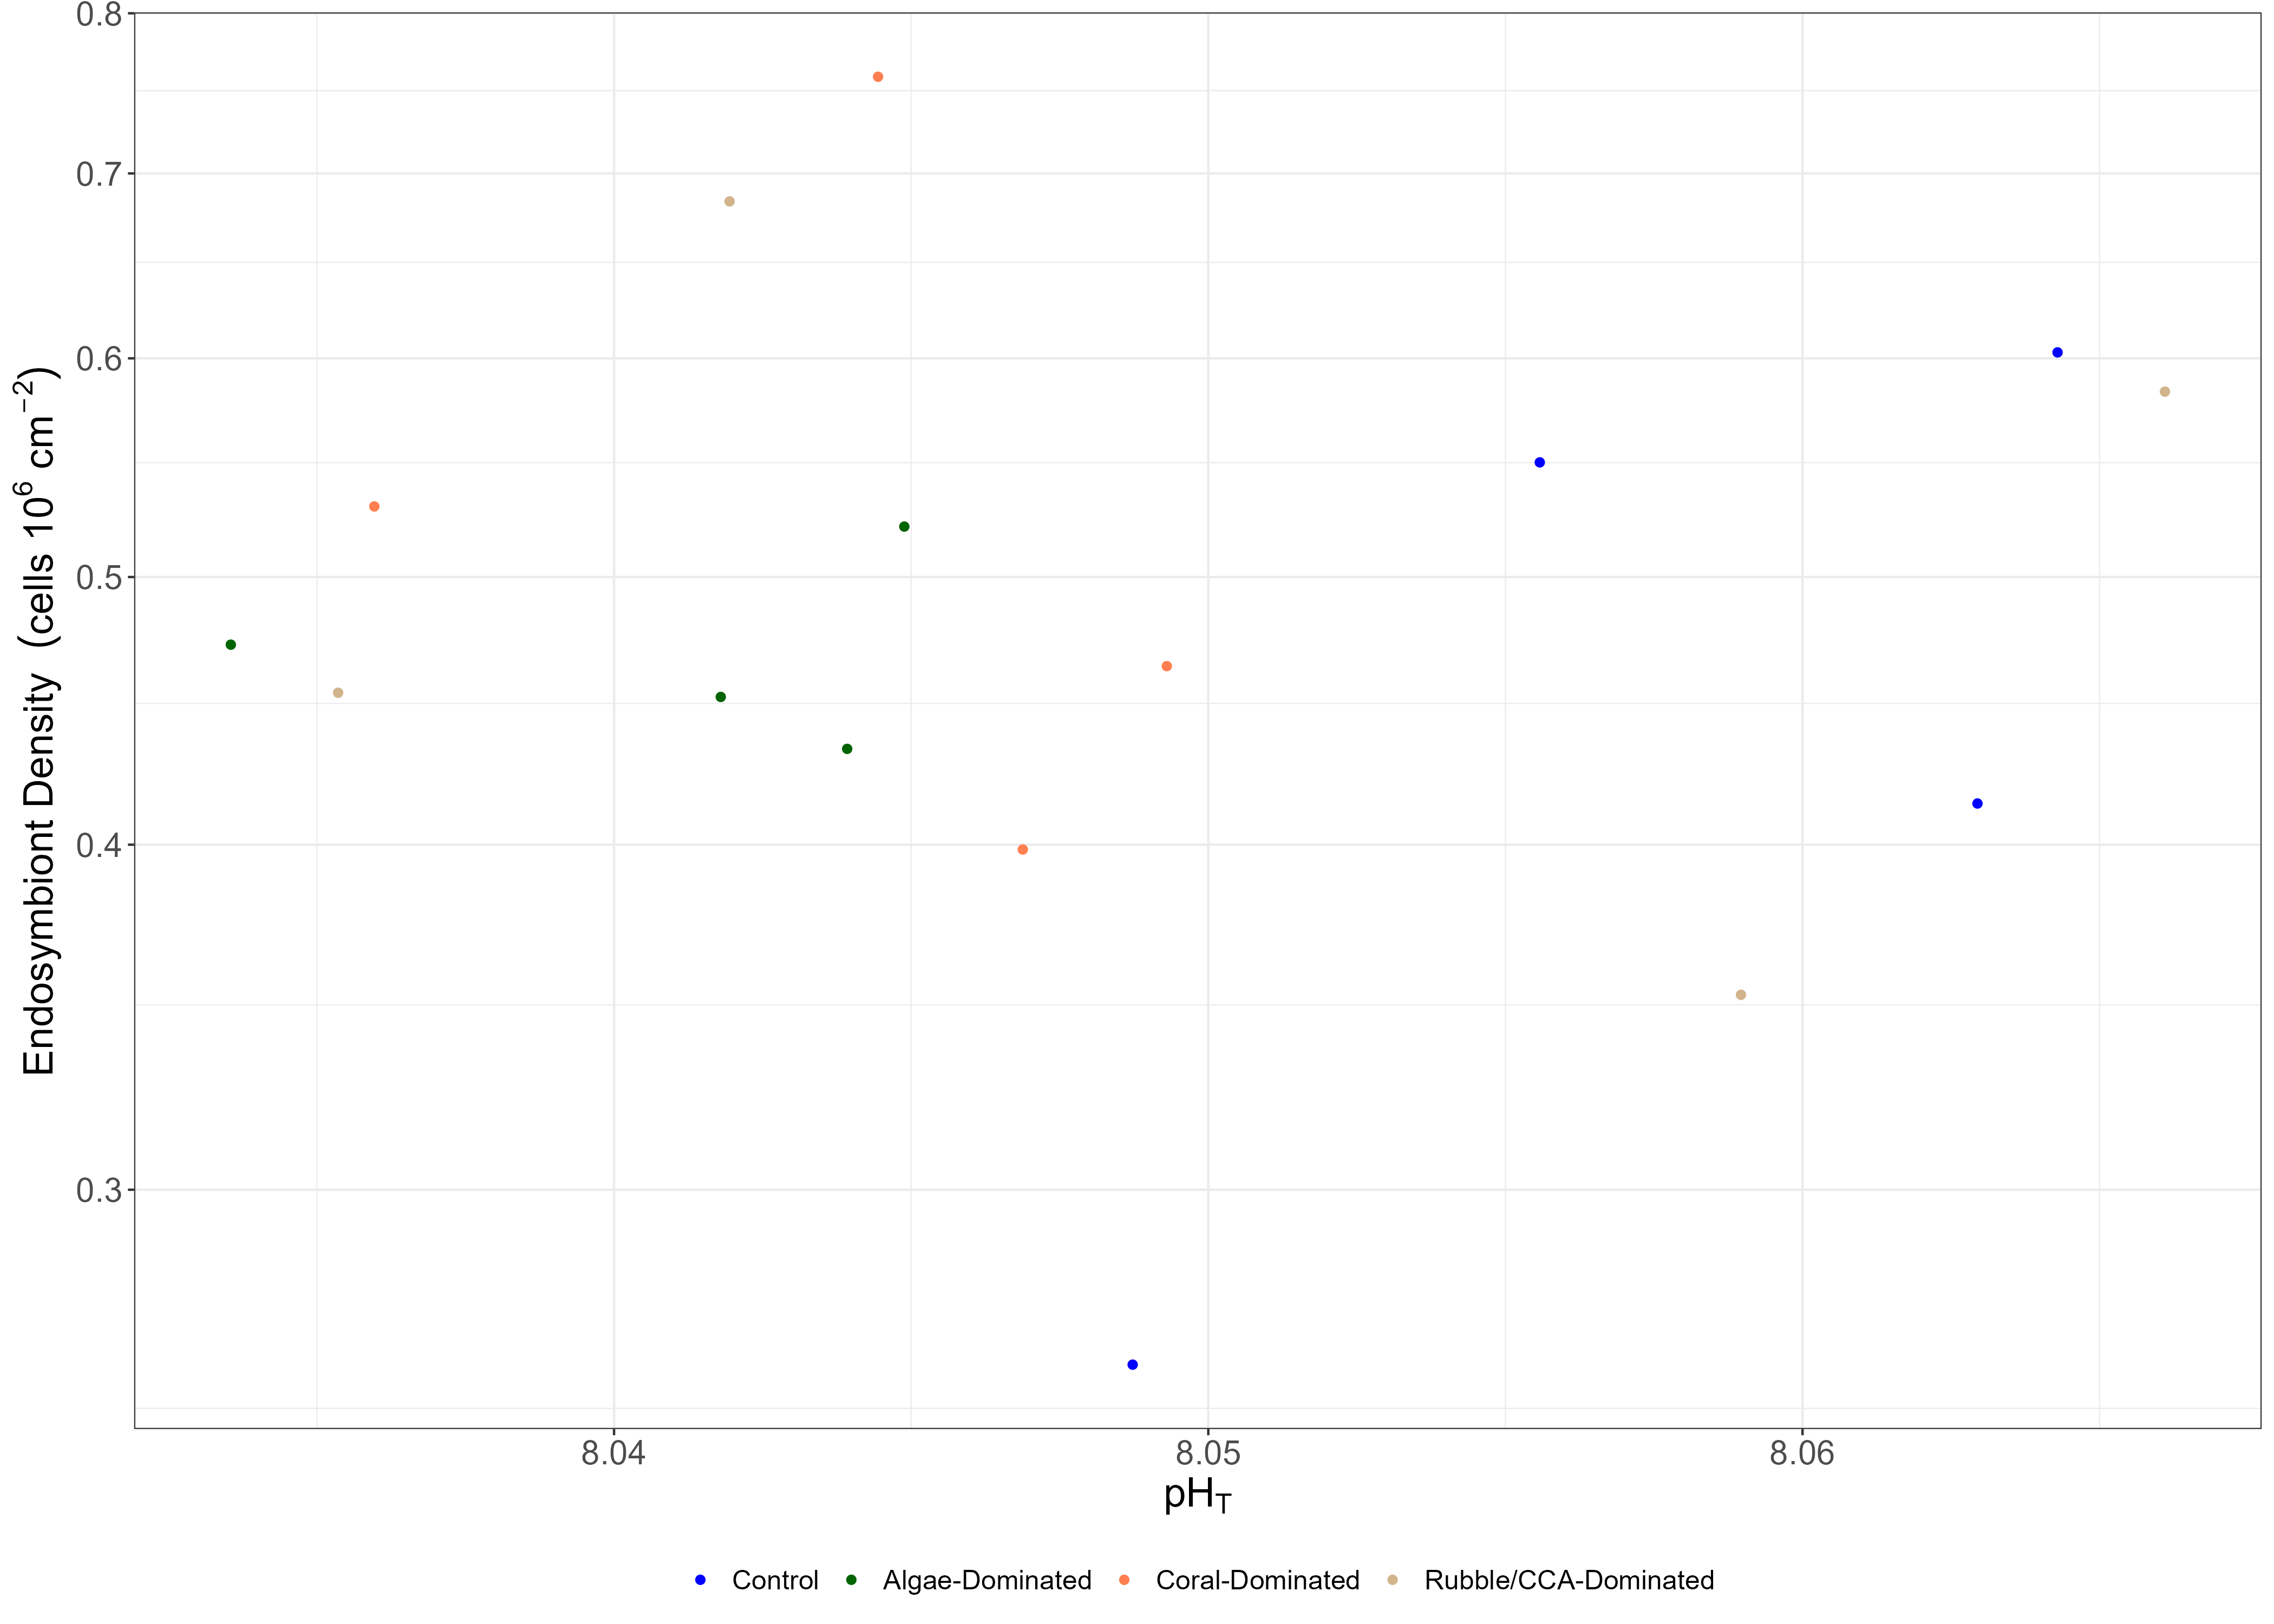 0.8
0.7
0.6
0.5
0.4
0.3
Endosymbiont Density (cells 10⁶ cm⁻²)
8.04 8.05 8.06
pH_T
Control Algae-Dominated Coral-Dominated Rubble/CCA-Dominated